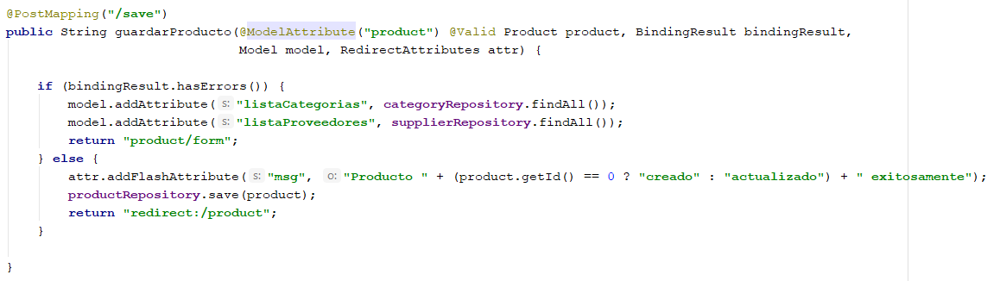 @PostMapping("/save")
public String guardarProducto(@ModelAttribute("product") @Valid Product product, BindingResult bindingResult,
Model model, RedirectAttributes attr) {
if (bindingResult.hasErrors()) {
model.addAttribute( s: "listaCategorias", categoryRepository.findAll());
model.addAttribute( s: "listaProveedores", supplierRepository.findAll());
return "product/form";
} else {
attr.addFlashAttribute( s: "msg", o: "Producto " + (product.getId() == 0 ? "creado" : "actualizado") + " exitosamente");
productRepository.save(product);
return "redirect:/product";
}
}